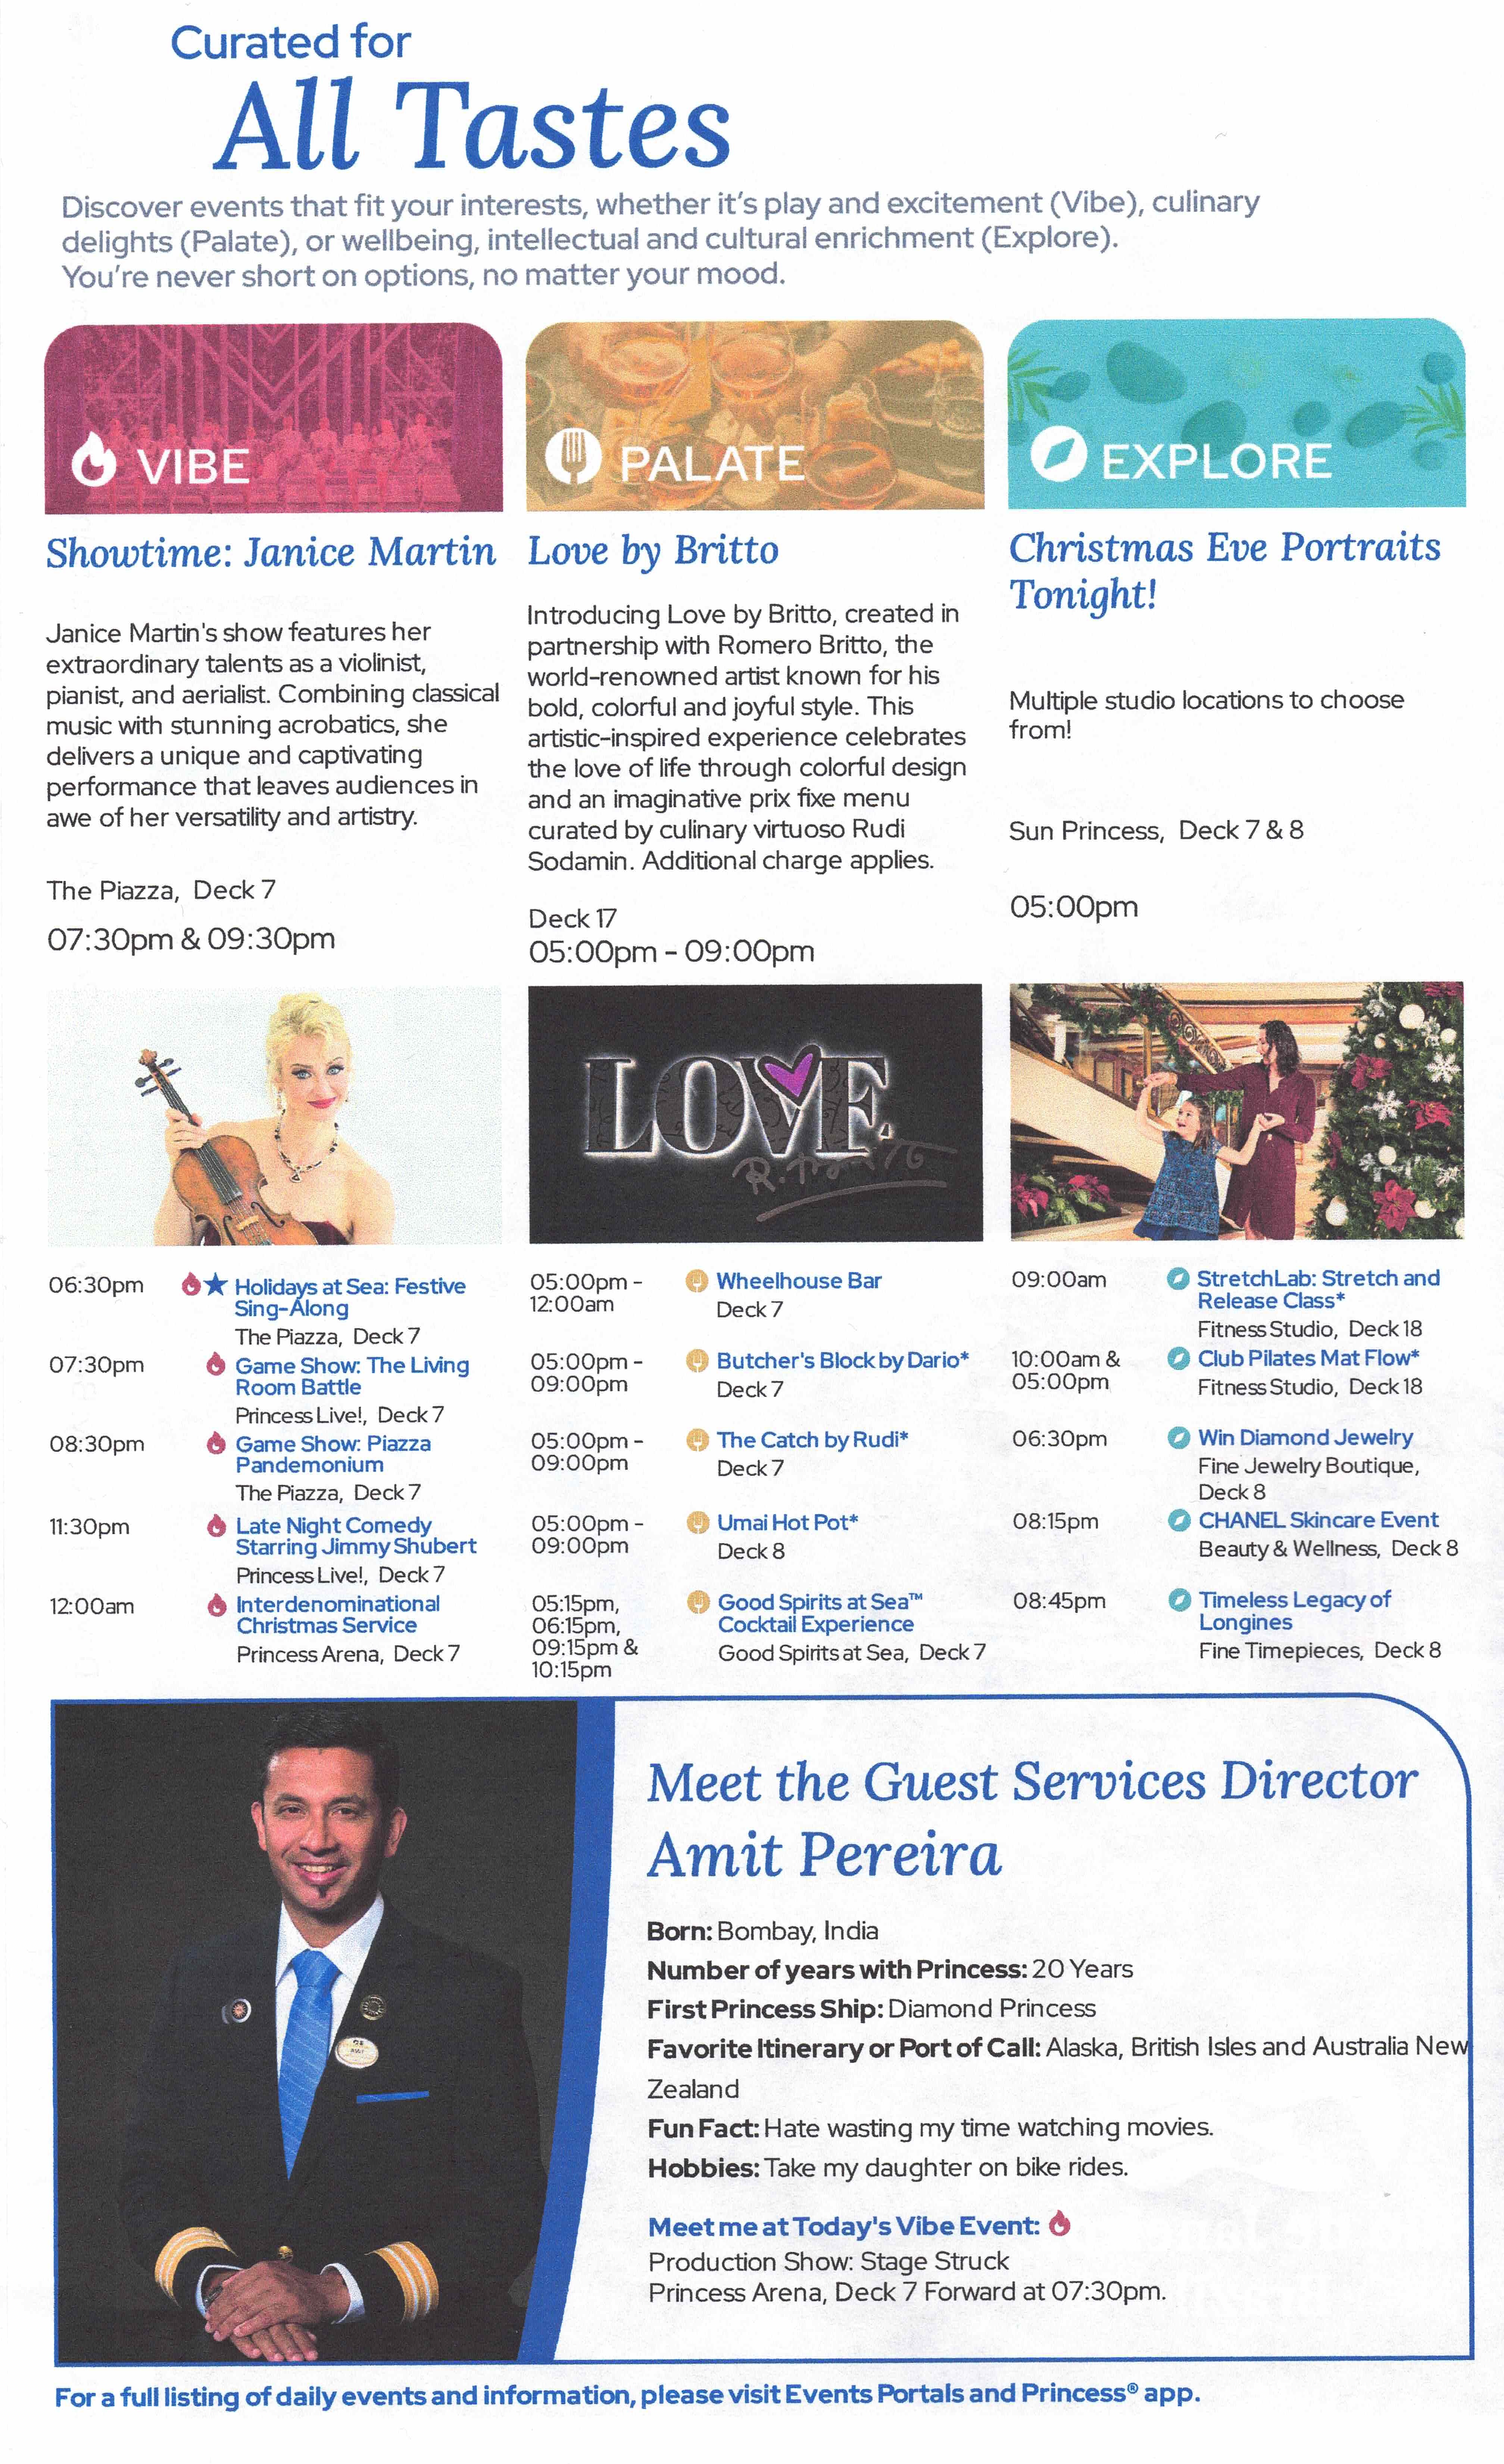 Curated for
All Tastes
Discover events that fit your interests, whether it's play and excitement (Vibe), culinary
delights (Palate), or wellbeing, intellectual and cultural enrichment (Explore).
You're never short on options, no matter your mood.
VIBE
Showtime: Janice Martin
Janice Martin's show features her
extraordinary talents as a violinist,
pianist, and aerialist. Combining classical
music with stunning acrobatics, she
delivers a unique and captivating
performance that leaves audiences in
awe of her versatility and artistry.
The Piazza, Deck 7
07:30pm & 09:30pm
06:30pm
Holidays at Sea: Festive
Sing-Along
The Piazza, Deck 7
07:30pm
Game Show: The Living
Room Battle
Princess Live!, Deck 7
08:30pm
Game Show: Piazza
Pandemonium
The Piazza, Deck 7
11:30pm
Late Night Comedy
Starring Jimmy Shubert
Princess Live!, Deck 7
12:00am
Interdenominational
Christmas Service
Princess Arena, Deck 7
PALATE
Love by Britto
Introducing Love by Britto, created in
partnership with Romero Britto, the
world-renowned artist known for his
bold, colorful and joyful style. This
artistic-inspired experience celebrates
the love of life through colorful design
and an imaginative prix fixe menu
curated by culinary virtuoso Rudi
Sodamin. Additional charge applies.
Deck 17
05:00pm - 09:00pm
LOVE
05:00pm -
12:00am
Wheelhouse Bar
Deck 7
05:00pm -
09:00pm
Butcher's Block by Dario*
Deck 7
05:00pm -
09:00pm
The Catch by Rudi*
Deck 7
05:00pm -
09:00pm
Umai Hot Pot*
Deck 8
05:15pm,
06:15pm,
09:15pm &
10:15pm
Good Spirits at Sea™
Cocktail Experience
Good Spirits at Sea, Deck 7
EXPLORE
Christmas Eve Portraits
Tonight!
Multiple studio locations to choose
from!
Sun Princess, Deck 7 & 8
05:00pm
09:00am
StretchLab: Stretch and
Release Class*
Fitness Studio, Deck 18
10:00am &
05:00pm
Club Pilates Mat Flow*
Fitness Studio, Deck 18
06:30pm
Win Diamond Jewelry
Fine Jewelry Boutique,
Deck 8
08:15pm
CHANEL Skincare Event
Beauty & Wellness, Deck 8
08:45pm
Timeless Legacy of
Longines
Fine Timepieces, Deck 8
Meet the Guest Services Director
Amit Pereira
Born: Bombay, India
Number of years with Princess: 20 Years
First Princess Ship: Diamond Princess
Favorite Itinerary or Port of Call: Alaska, British Isles and Australia New
Zealand
Fun Fact: Hate wasting my time watching movies.
Hobbies: Take my daughter on bike rides.
Meet me at Today's Vibe Event:
Production Show: Stage Struck
Princess Arena, Deck 7 Forward at 07:30pm.
For a full listing of daily events and information, please visit Events Portals and Princess® app.